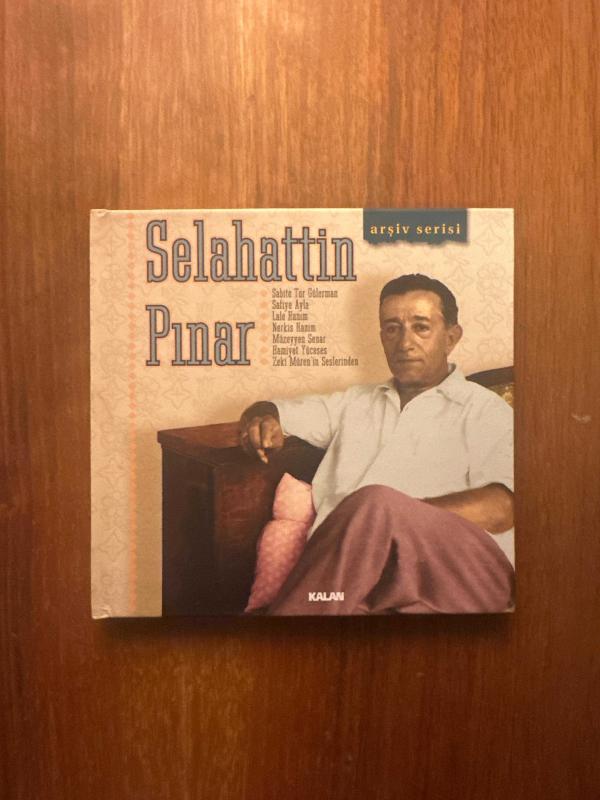 arşiv serisi
Selahattin
Pınar
Sabite Tur Gülerman
Safiye Ayla
Lale Hanım
Nerkis Hanım
Müzeyyen Senar
Hamiyet Yüceses
Zeki Müren'in Seslerinden
KALAN